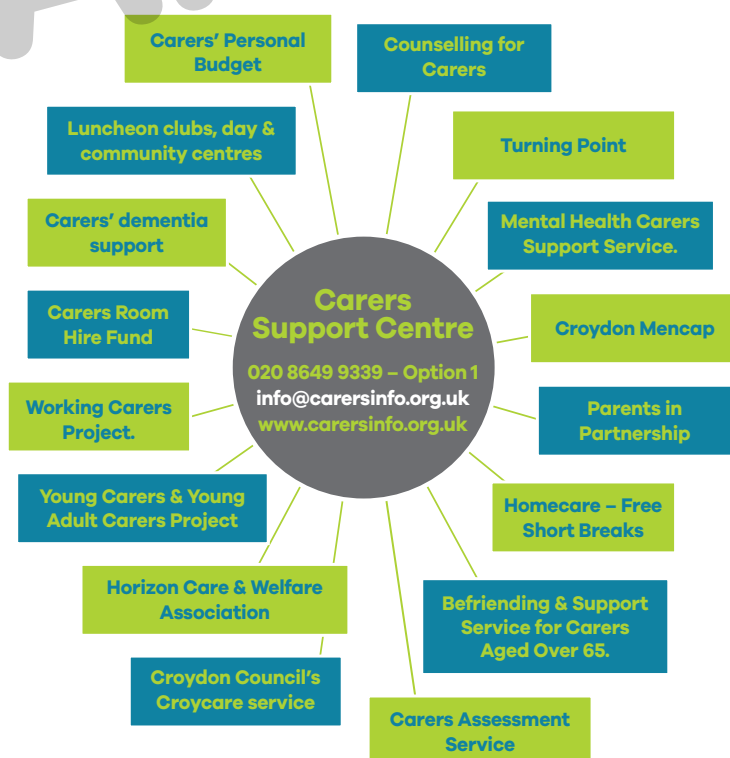 Carers' Personal
Budget
Counselling for
Carers
Luncheon clubs, day &
community centres
Turning Point
Carers' dementia
support
Mental Health Carers
Support Service.
Carers Room
Hire Fund
Carers
Support Centre
020 8649 9339 – Option 1
info@carersinfo.org.uk
www.carersinfo.org.uk
Croydon Mencap
Working Carers
Project.
Parents in
Partnership
Young Carers & Young
Adult Carers Project
Homecare – Free
Short Breaks
Horizon Care & Welfare
Association
Befriending & Support
Service for Carers
Aged Over 65.
Croydon Council's
Croycare service
Carers Assessment
Service